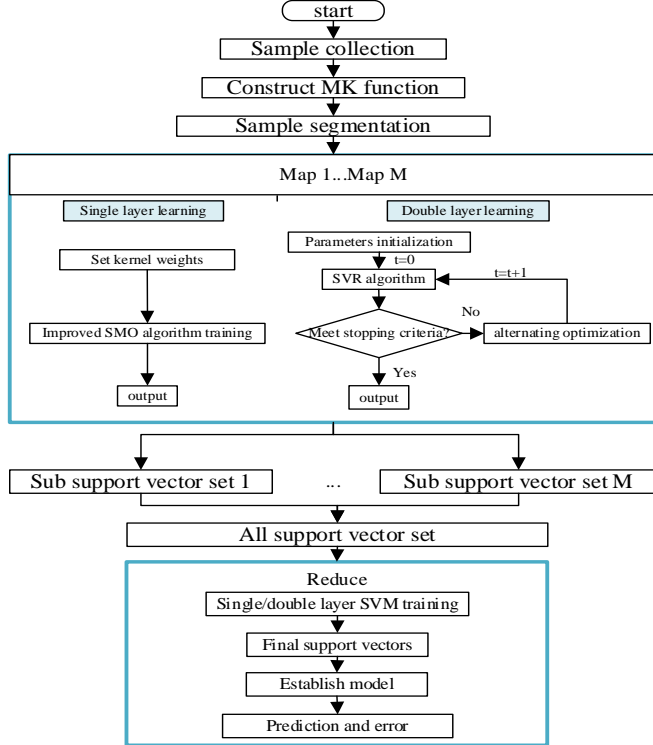 start
Sample collection
Construct MK function
Sample segmentation
Map 1...Map M
Single layer learning
Double layer learning
Set kernel weights
Improved SMO algorithm training
output
Parameters initialization
t=0
SVR algorithm
t=t+1
Meet stopping criteria?
No
alternating optimization
Yes
output
Sub support vector set 1
...
Sub support vector set M
All support vector set
Reduce
Single/double layer SVM training
Final support vectors
Establish model
Prediction and error